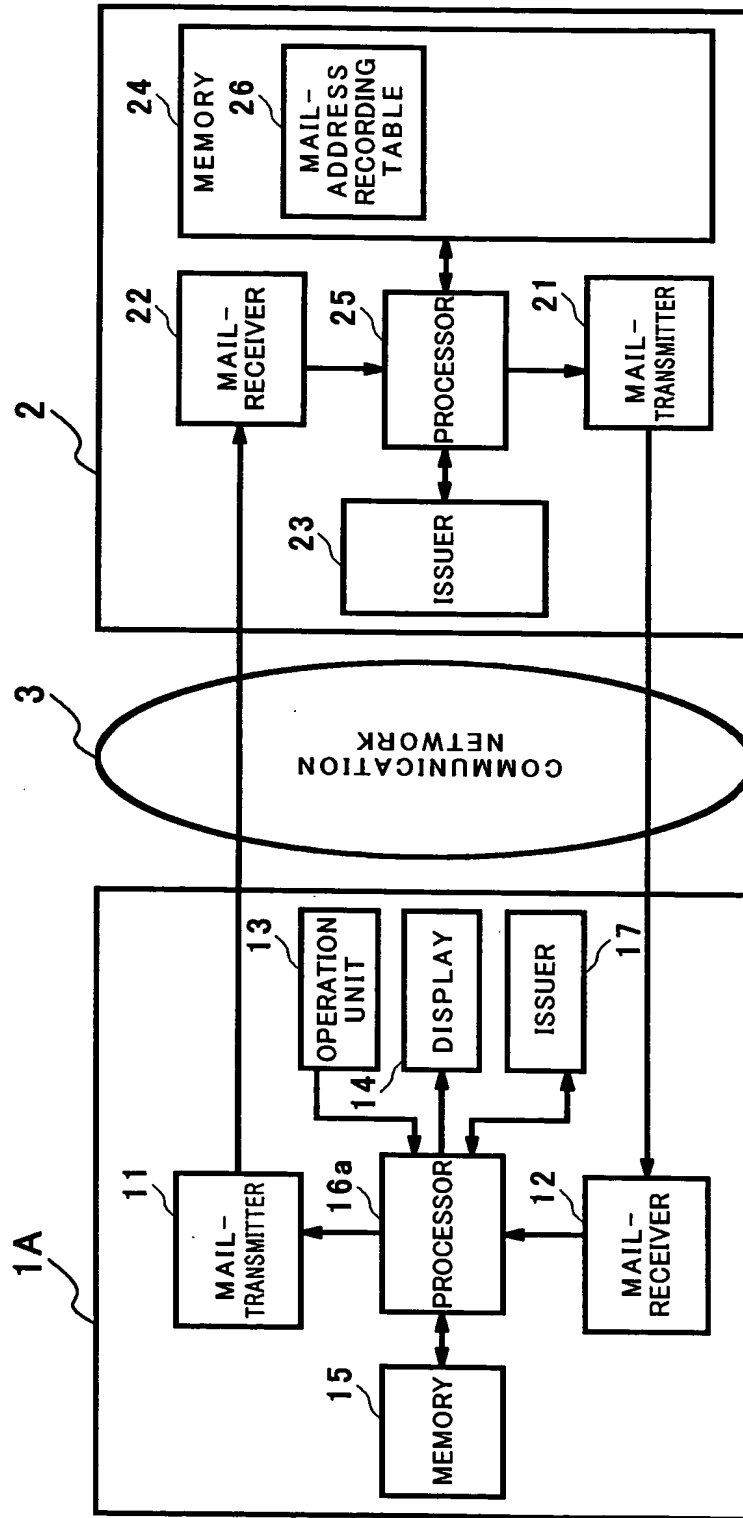 1A
11
MAIL-
TRANSMITTER
13
OPERATION
UNIT
16a
PROCESSOR
14
DISPLAY
15
MEMORY
17
ISSUER
12
MAIL-
RECEIVER
3
COMMUNICATION
NETWORK
2
22
MAIL-
RECEIVER
24
MEMORY
26
MAIL-
ADDRESS
RECORDING
TABLE
25
PROCESSOR
23
ISSUER
21
MAIL-
TRANSMITTER